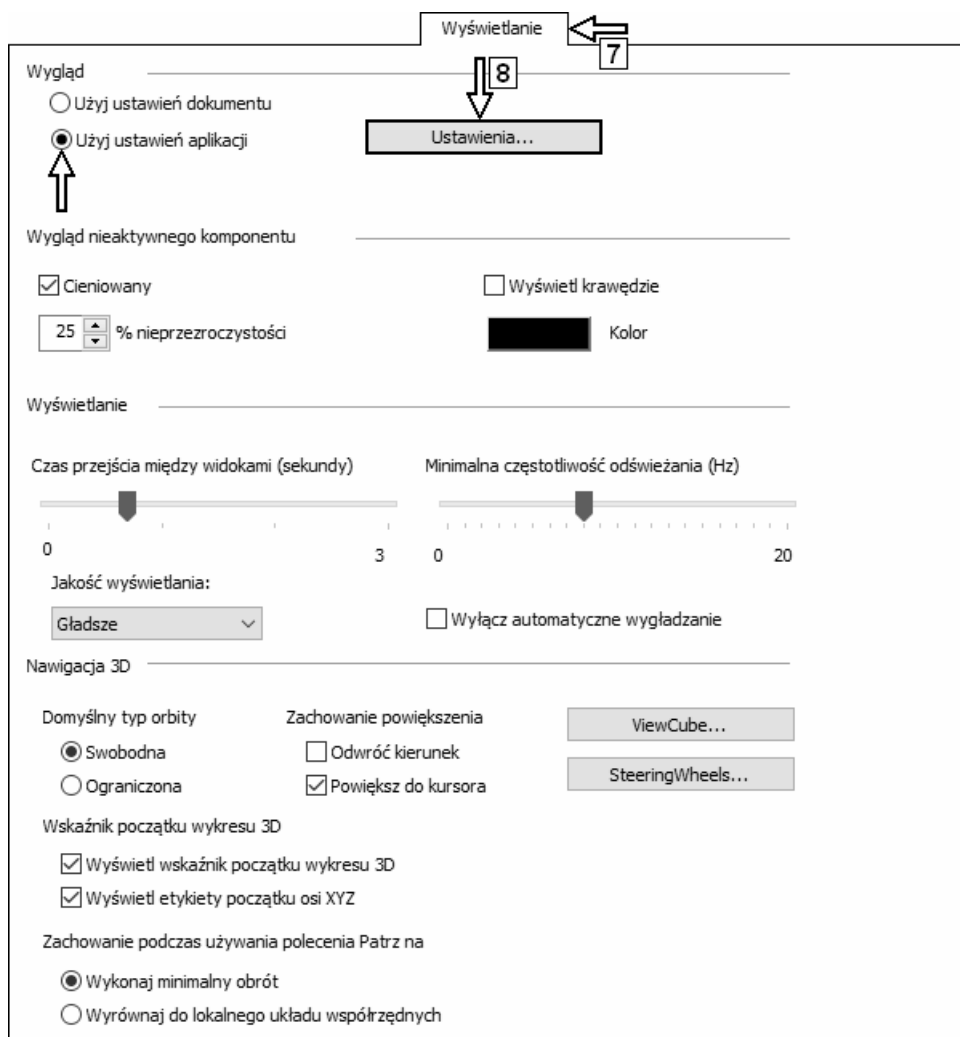 Wyświetlanie
7
Wygląd
8
Użyj ustawień dokumentu
Użyj ustawień aplikacji
Ustawienia...
Wygląd nieaktywnego komponentu
Cieniowany
Wyświetl krawędzie
25 % nieprzezroczystości
Kolor
Wyświetlanie
Czas przejścia między widokami (sekundy)
Minimalna częstotliwość odświeżania (Hz)
0 3
0 20
Jakość wyświetlania:
Gładsze
Wyłącz automatyczne wygładzanie
Nawigacja 3D
Domyślny typ orbity
Zachowanie powiększenia
ViewCube...
Swobodna
Odwróć kierunek
Ograniczona
Powiększ do kursora
SteeringWheels...
Wskaźnik początku wykresu 3D
Wyświetl wskaźnik początku wykresu 3D
Wyświetl etykiety początku osi XYZ
Zachowanie podczas używania polecenia Patrz na
Wykonaj minimalny obrót
Wyrównaj do lokalnego układu współrzędnych